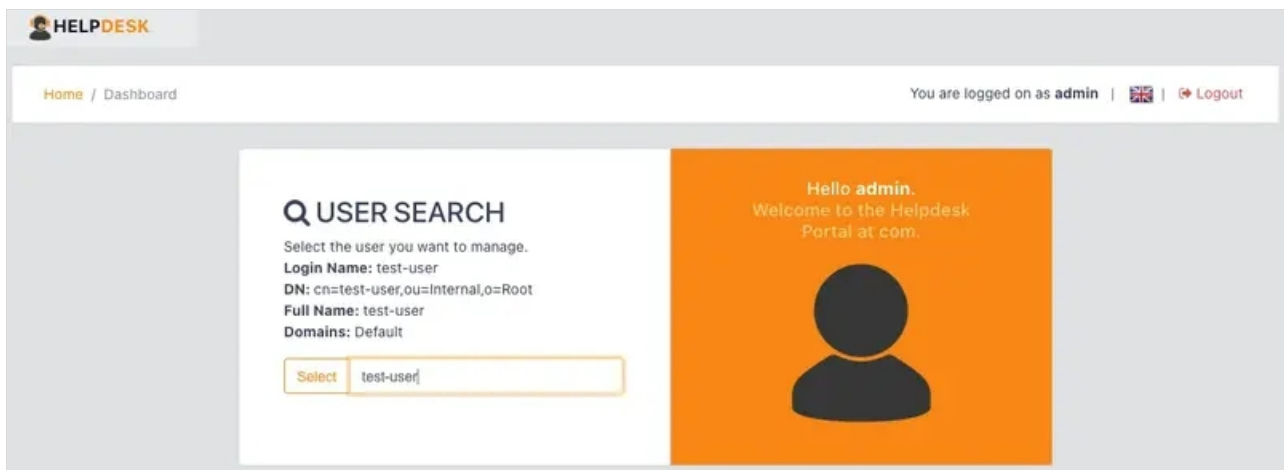 HELPDESK
Home / Dashboard
You are logged on as admin | | Logout
USER SEARCH
Select the user you want to manage.
Login Name: test-user
DN: cn=test-user,ou=Internal,o=Root
Full Name: test-user
Domains: Default
Select test-user
Hello admin.
Welcome to the Helpdesk
Portal at com.